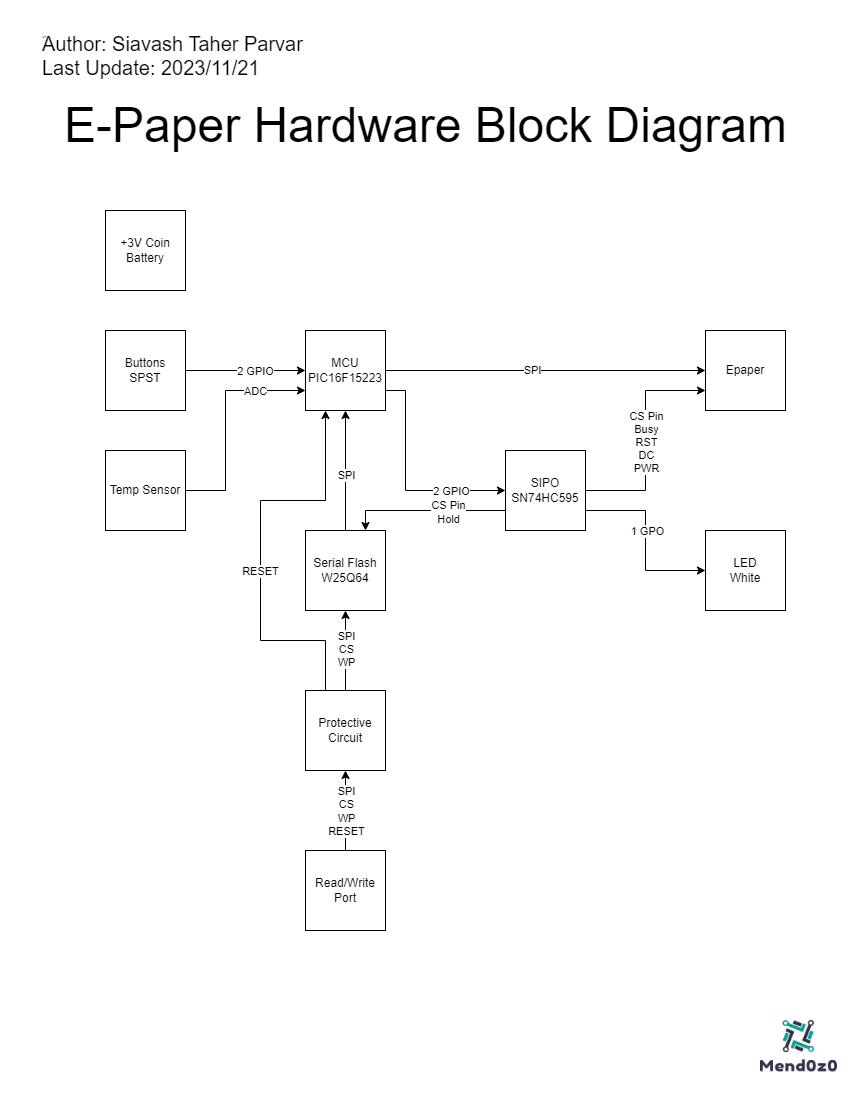 Author: Siavash Taher Parvar
Last Update: 2023/11/21
E-Paper Hardware Block Diagram
+3V Coin
Battery
Buttons
SPST
2 GPIO
ADC
MCU
PIC16F15223
SPI
Epaper
Temp Sensor
SPI
2 GPIO
CS Pin
Hold
SIPO
SN74HC595
CS Pin
Busy
RST
DC
PWR
1 GPO
LED
White
RESET
Serial Flash
W25Q64
SPI
CS
WP
Protective
Circuit
SPI
CS
WP
RESET
Read/Write
Port
Mend0z0